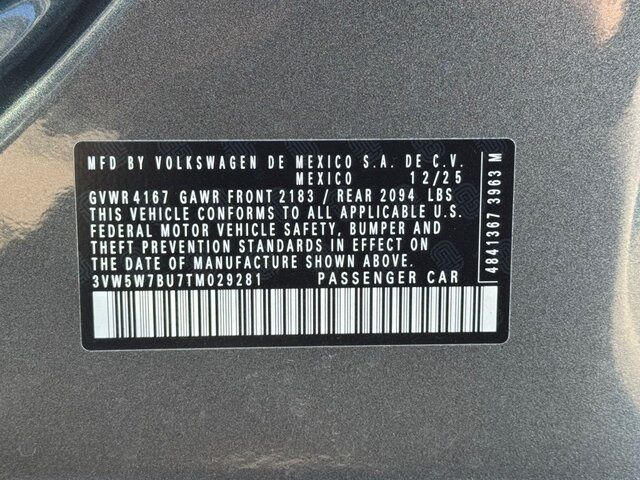 MFD BY VOLKSWAGEN DE MEXICO S.A. DE C.V.
MEXICO 12/25
GVWR 4167 GAWR FRONT 2183 / REAR 2094 LBS
THIS VEHICLE CONFORMS TO ALL APPLICABLE U.S.
FEDERAL MOTOR VEHICLE SAFETY, BUMPER AND
THEFT PREVENTION STANDARDS IN EFFECT ON
THE DATE OF MANUFACTURE SHOWN ABOVE.
3VW5W7BU7TM029281 PASSENGER CAR
4841367 3963 M